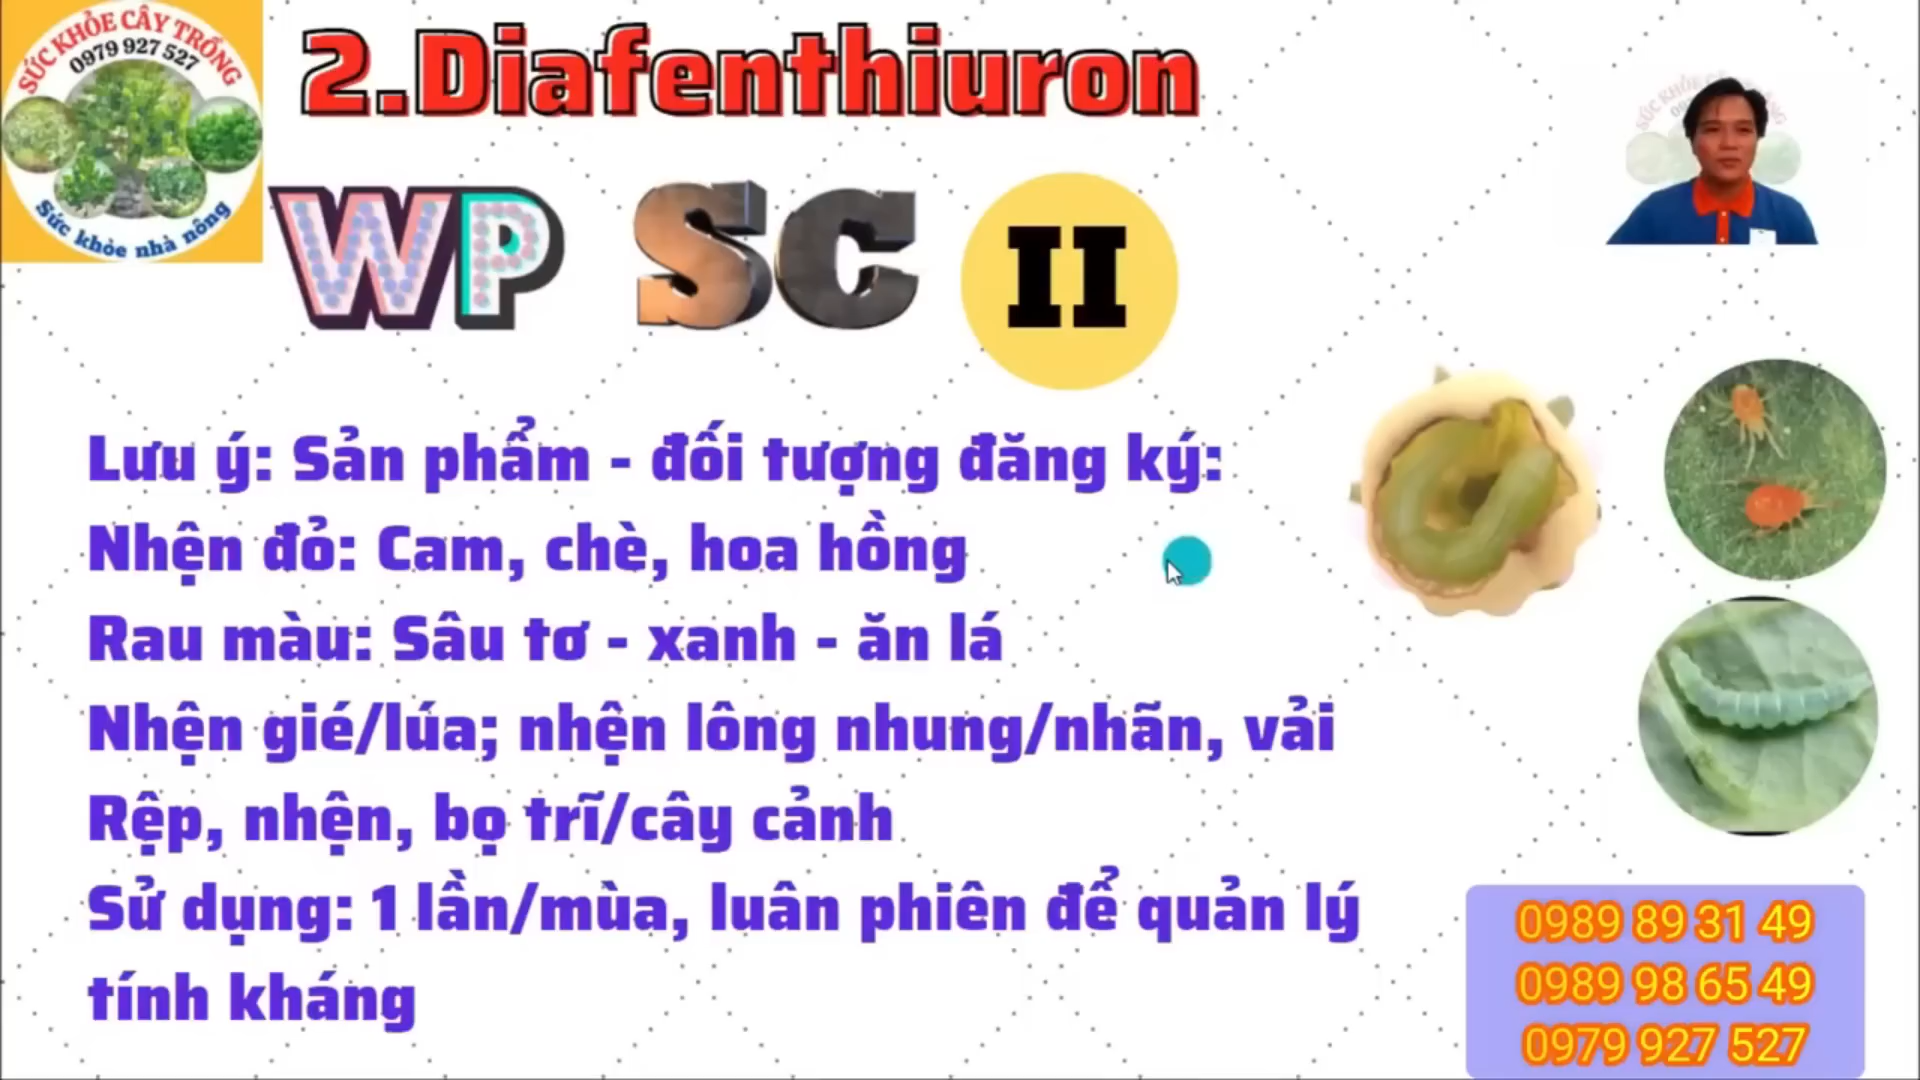 SỨC KHỎE CÂY TRỒNG
0979 927 527
Sức khỏe nhà nông
2.Diafenthiuron
WP SC II
Lưu ý: Sản phẩm - đối tượng đăng ký:
Nhện đỏ: Cam, chè, hoa hồng
Rau màu: Sâu tơ - xanh - ăn lá
Nhện gié/lúa; nhện lông nhung/nhãn, vải
Rệp, nhện, bọ trĩ/cây cảnh
Sử dụng: 1 lần/mùa, luân phiên để quản lý
tính kháng
0989 89 31 49
0989 98 65 49
0979 927 527